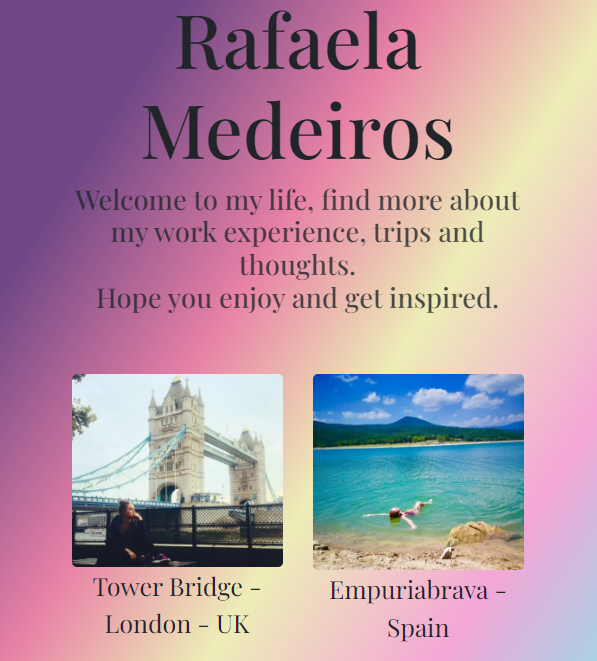 Rafaela
Medeiros
Welcome to my life, find more about
my work experience, trips and
thoughts.
Hope you enjoy and get inspired.
Tower Bridge -
London - UK
Empuriabrava -
Spain